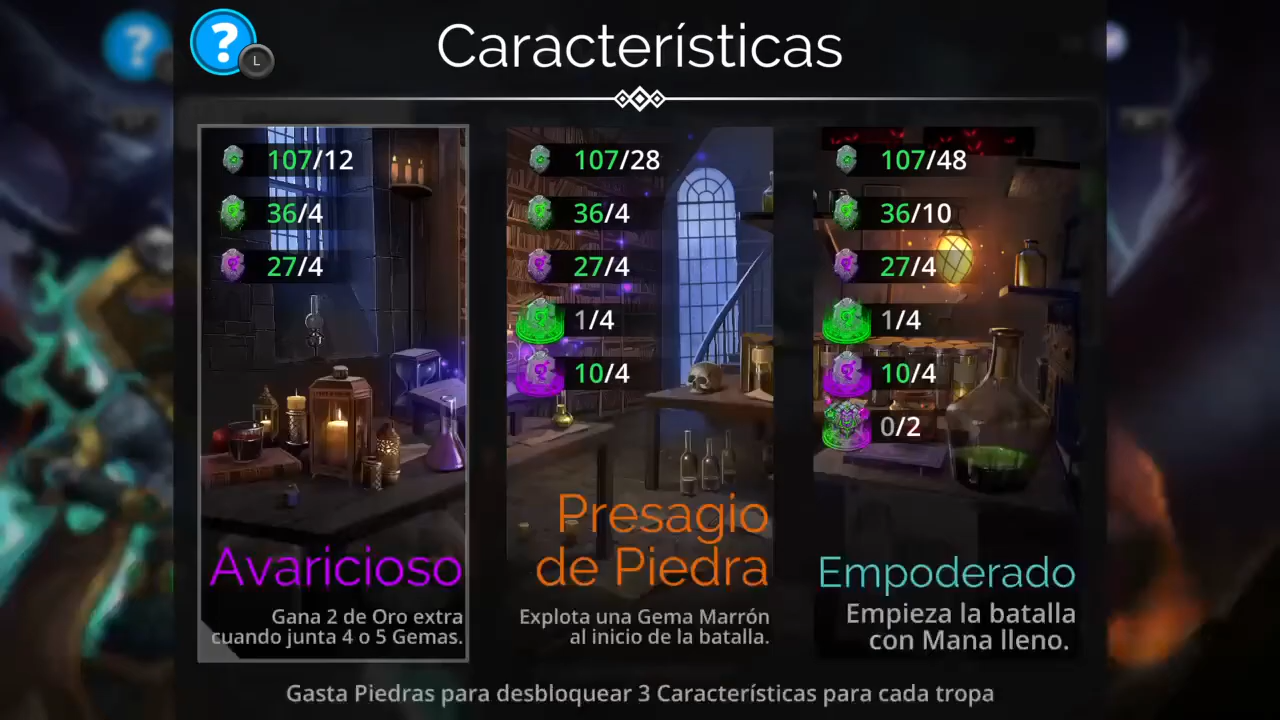 ?
L
Características
107/12
36/4
27/4
Avaricioso
Gana 2 de Oro extra
cuando junta 4 o 5 Gemas.
107/28
36/4
27/4
1/4
10/4
Presagio
de Piedra
Explota una Gema Marrón
al inicio de la batalla.
107/48
36/10
27/4
1/4
10/4
0/2
Empoderado
Empieza la batalla
con Mana lleno.
Gasta Piedras para desbloquear 3 Características para cada tropa